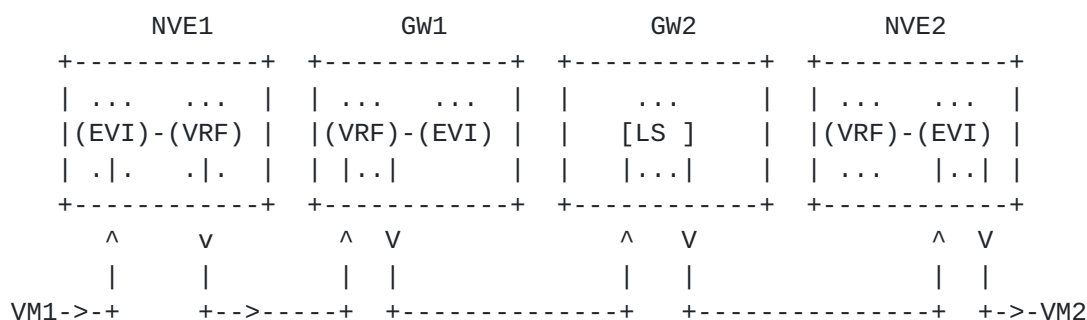 NVE1            GW1            GW2            NVE2
    +------------+  +------------+  +------------+  +------------+
    | ...   ...  |  | ...   ...  |  |    ...     |  | ...   ...  |
    |(EVI)-(VRF) |  |(VRF)-(EVI) |  |   [LS ]    |  |(VRF)-(EVI) |
    | .|.   .|.  |  | |..|       |  |   |...|    |  | ...   |..| |
    +------------+  +------------+  +------------+  +------------+
       ^     v        ^  V              ^   V               ^  V
       |     |        |  |              |   |               |  |
 VM1->-+     +-->-----+  +--------------+   +---------------+  +->-VM2